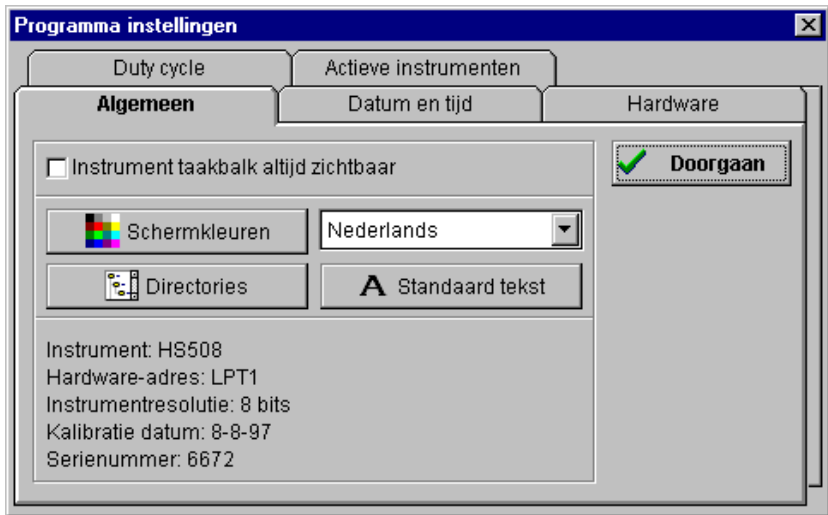 Programma instellingen
Duty cycle
Actieve instrumenten
Algemeen
Datum en tijd
Hardware
Instrument taakbalk altijd zichtbaar
Doorgaan
Schermkleuren
Nederlands
Directories
A Standaard tekst
Instrument: HS508
Hardware-adres: LPT1
Instrumentresolutie: 8 bits
Kalibratie datum: 8-8-97
Serienummer: 6672